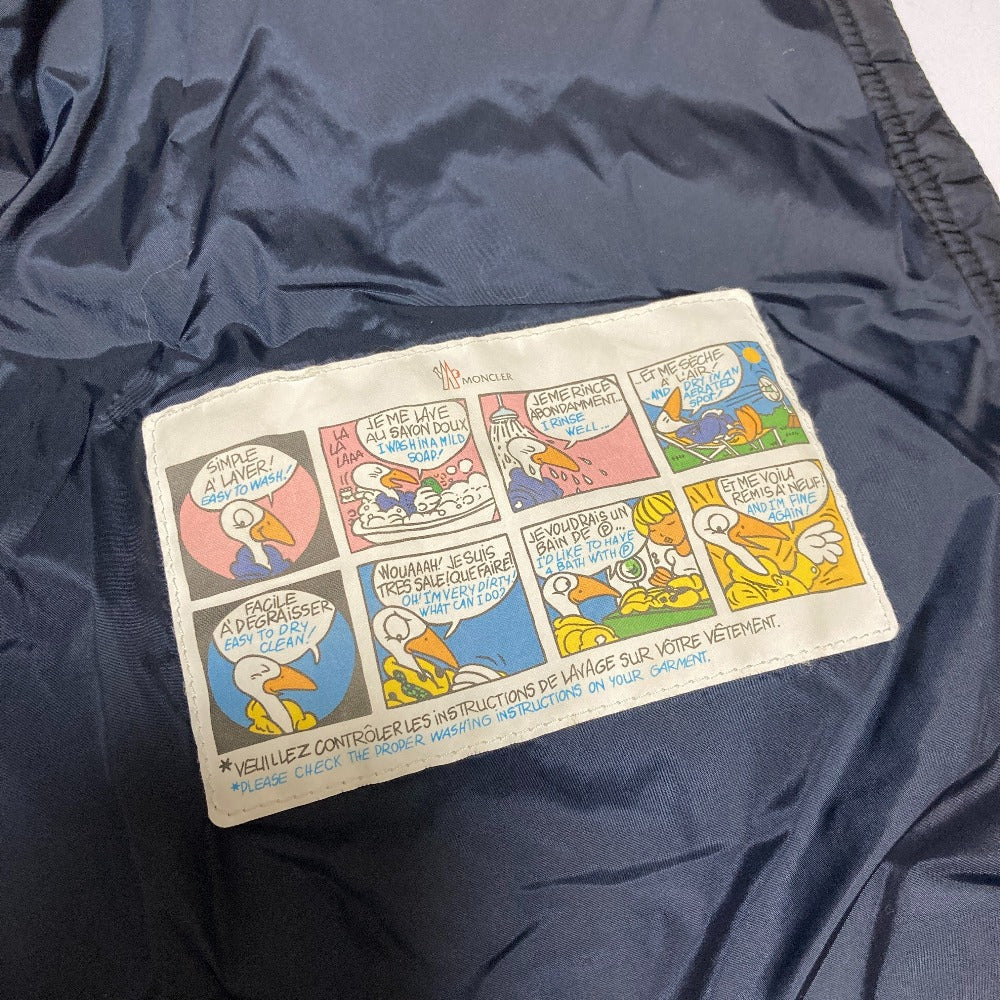 MONCLER
SIMPLE
A' LAVER!
EASY TO WASH!
LA
LA
LAAA
JE ME LAVE
AU SAVON DOUX
I WASH IN A MILD
SOAP!
JE ME RINCE
ABONDAMMENT...
I RINSE
WELL...
...ET ME SÈCHE
A' L'AIR!
...AND DRY IN AN
AERATED
SPOT!
FACILE
A' DÉGRAISSER
EASY TO DRY
CLEAN!
WOUAAAH! JE SUIS
TRÈS SALE! QUE FAIRE?
OH! I'M VERY DIRTY!
WHAT CAN I DO?
JE VOUDRAIS UN
BAIN DE Ⓟ...
I'D LIKE TO HAVE
A BATH WITH Ⓟ
ET ME VOILA
REMIS A' NEUF!
AND I'M FINE
AGAIN!
*VEUILLEZ CONTRÔLER LES INSTRUCTIONS DE LAVAGE SUR VÔTRE VÊTEMENT.
*PLEASE CHECK THE PROPER WASHING INSTRUCTIONS ON YOUR GARMENT.